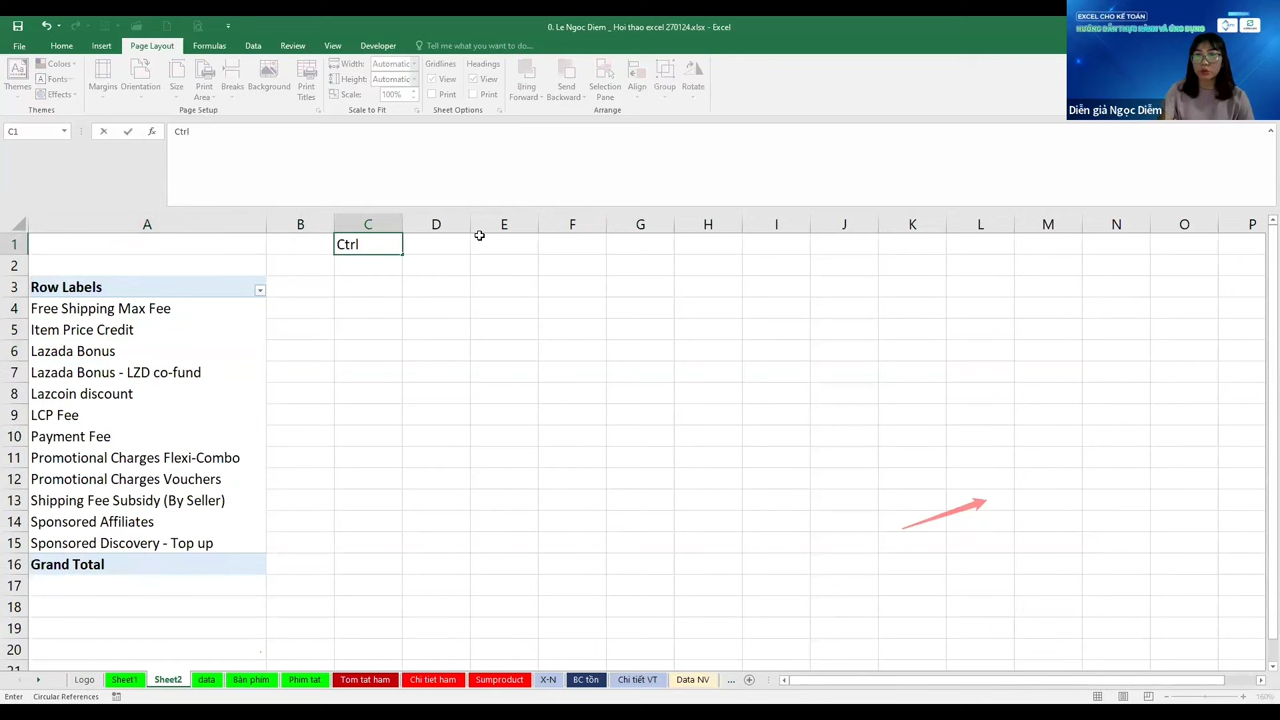 0. Le Ngoc Diem _ Hoi thao excel 270124.xlsx - Excel
File Home Insert Page Layout Formulas Data Review View Developer Tell me what you want to do...
Themes Colors Fonts Effects Margins Orientation Size Print Area Breaks Background Print Titles Width: Automatic Height: Automatic Scale: 100% Gridlines View Print Headings View Print Bring Forward Send Backward Selection Pane Align Group Rotate
Themes Page Setup Scale to Fit Sheet Options Arrange
EXCEL CHO KẾ TOÁN
HƯỚNG DẪN THỰC HÀNH VÀ ỨNG DỤNG
Diễn giả Ngọc Diễm
C1 fx Ctrl
A B C D E F G H I J K L M N O P
1 Ctrl
2
3 Row Labels
4 Free Shipping Max Fee
5 Item Price Credit
6 Lazada Bonus
7 Lazada Bonus - LZD co-fund
8 Lazcoin discount
9 LCP Fee
10 Payment Fee
11 Promotional Charges Flexi-Combo
12 Promotional Charges Vouchers
13 Shipping Fee Subsidy (By Seller)
14 Sponsored Affiliates
15 Sponsored Discovery - Top up
16 Grand Total
17
18
19
20
21
Logo Sheet1 Sheet2 data Bàn phím Phim tat Tom tat ham Chi tiet ham Sumproduct X-N BC tồn Chi tiết VT Data NV ...
Enter Circular References 160%